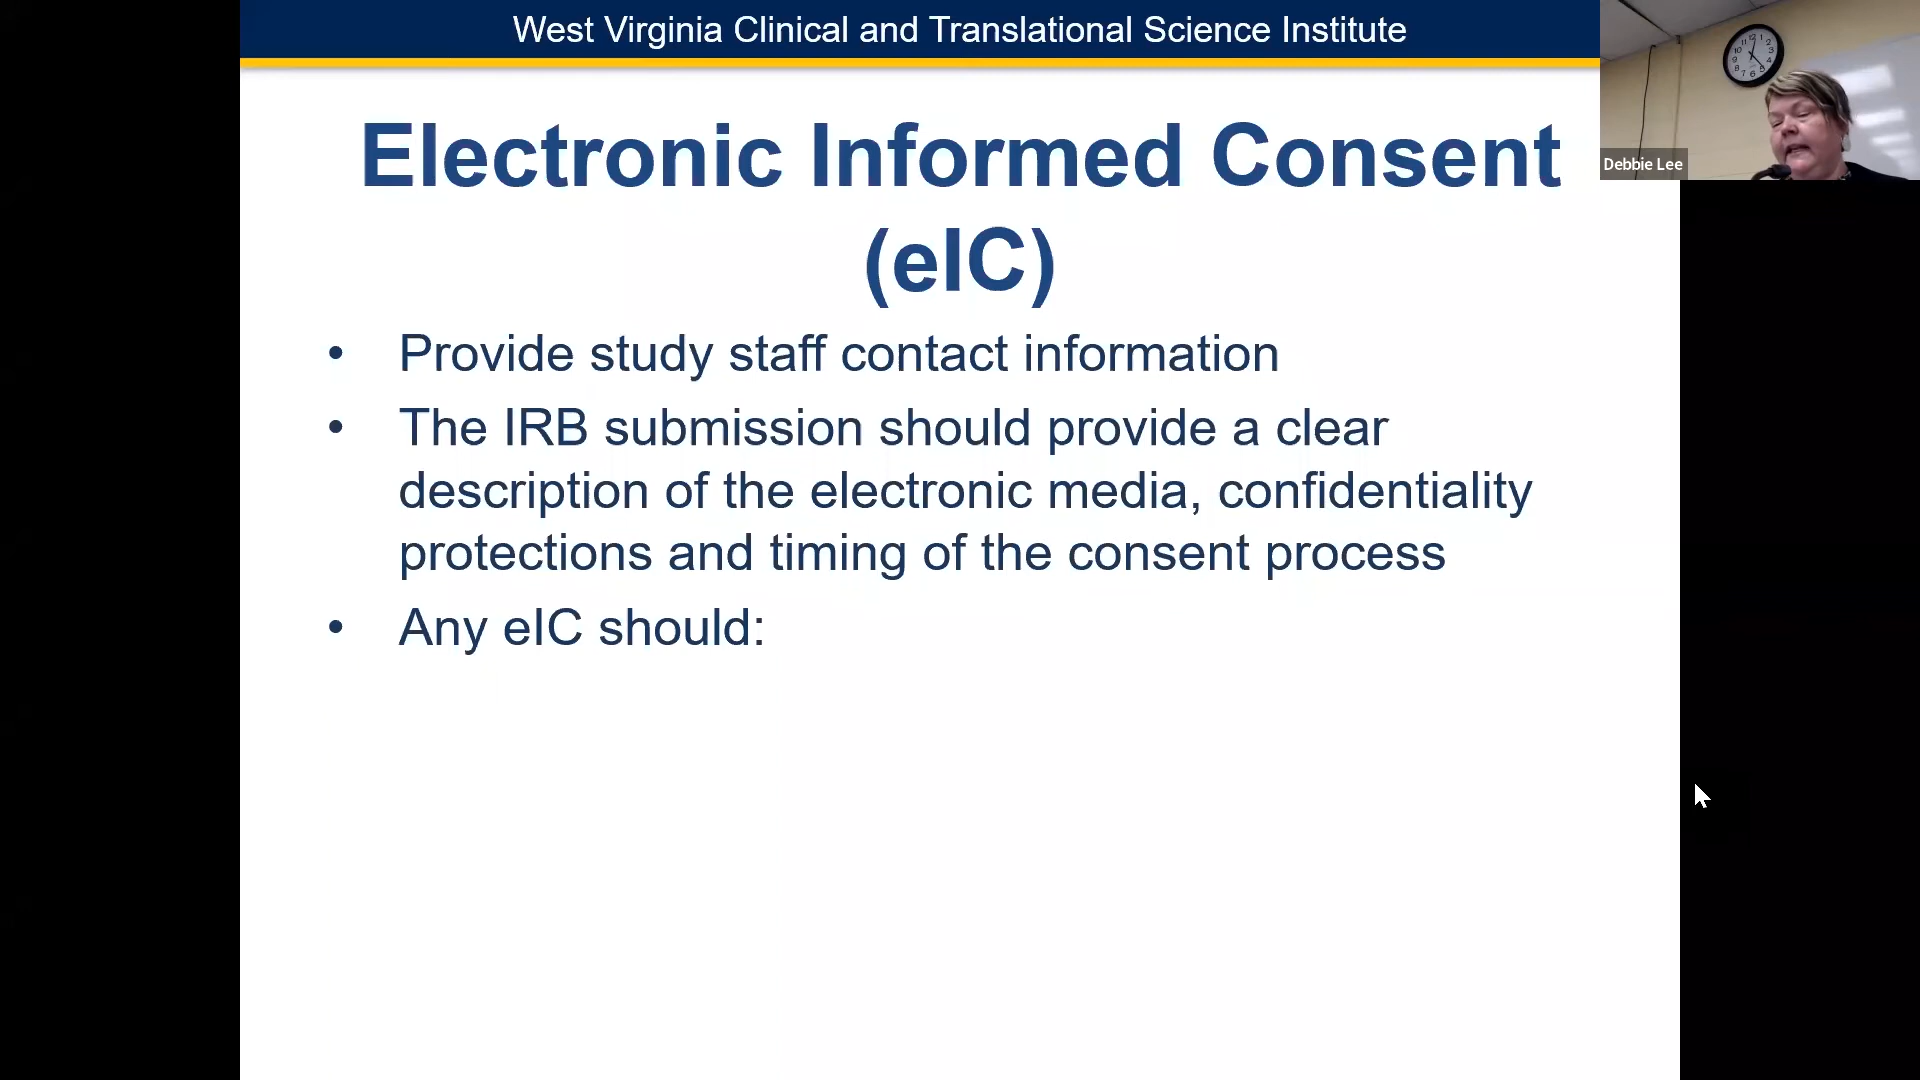 West Virginia Clinical and Translational Science Institute
Electronic Informed Consent
(eIC)
• Provide study staff contact information
• The IRB submission should provide a clear
description of the electronic media, confidentiality
protections and timing of the consent process
• Any eIC should:
Debbie Lee